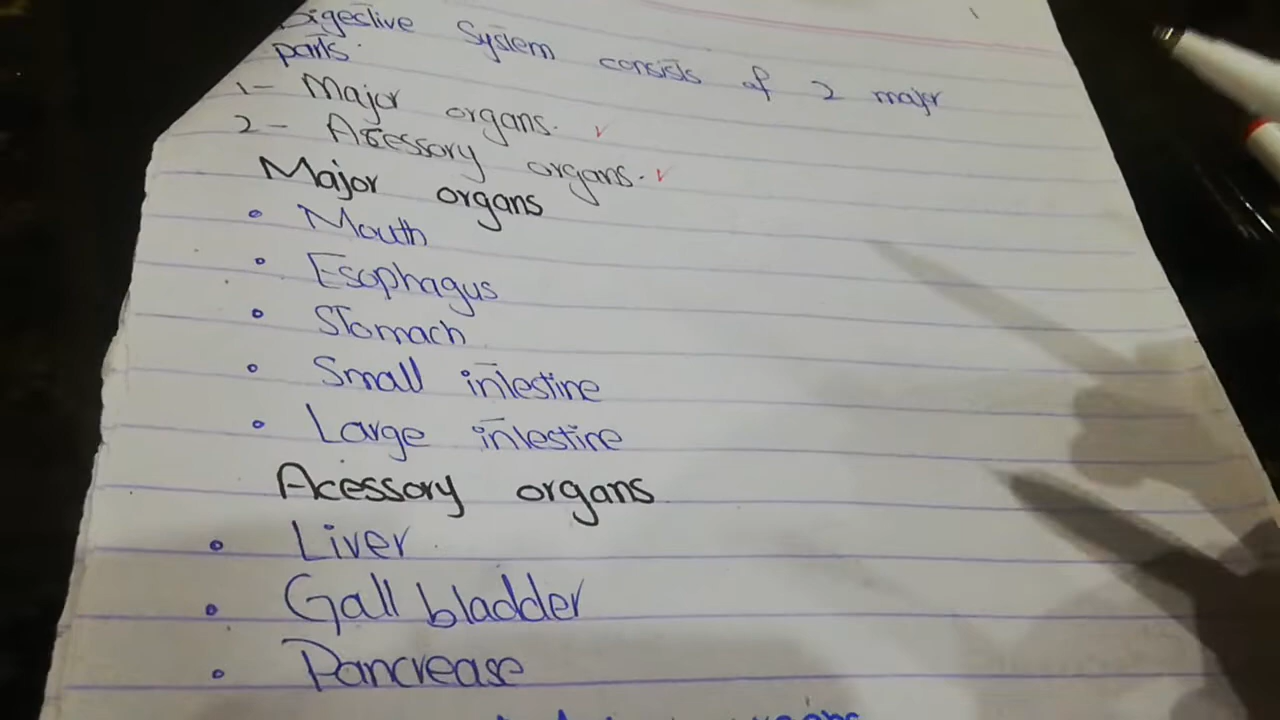 Digestive System consists of 2 major
parts.
1- Major organs.
2- Acessory organs.
Major organs
• Mouth
• Esophagus
• Stomach
• Small intestine
• Large intestine
Acessory organs
• Liver
• Gall bladder
• Pancrease